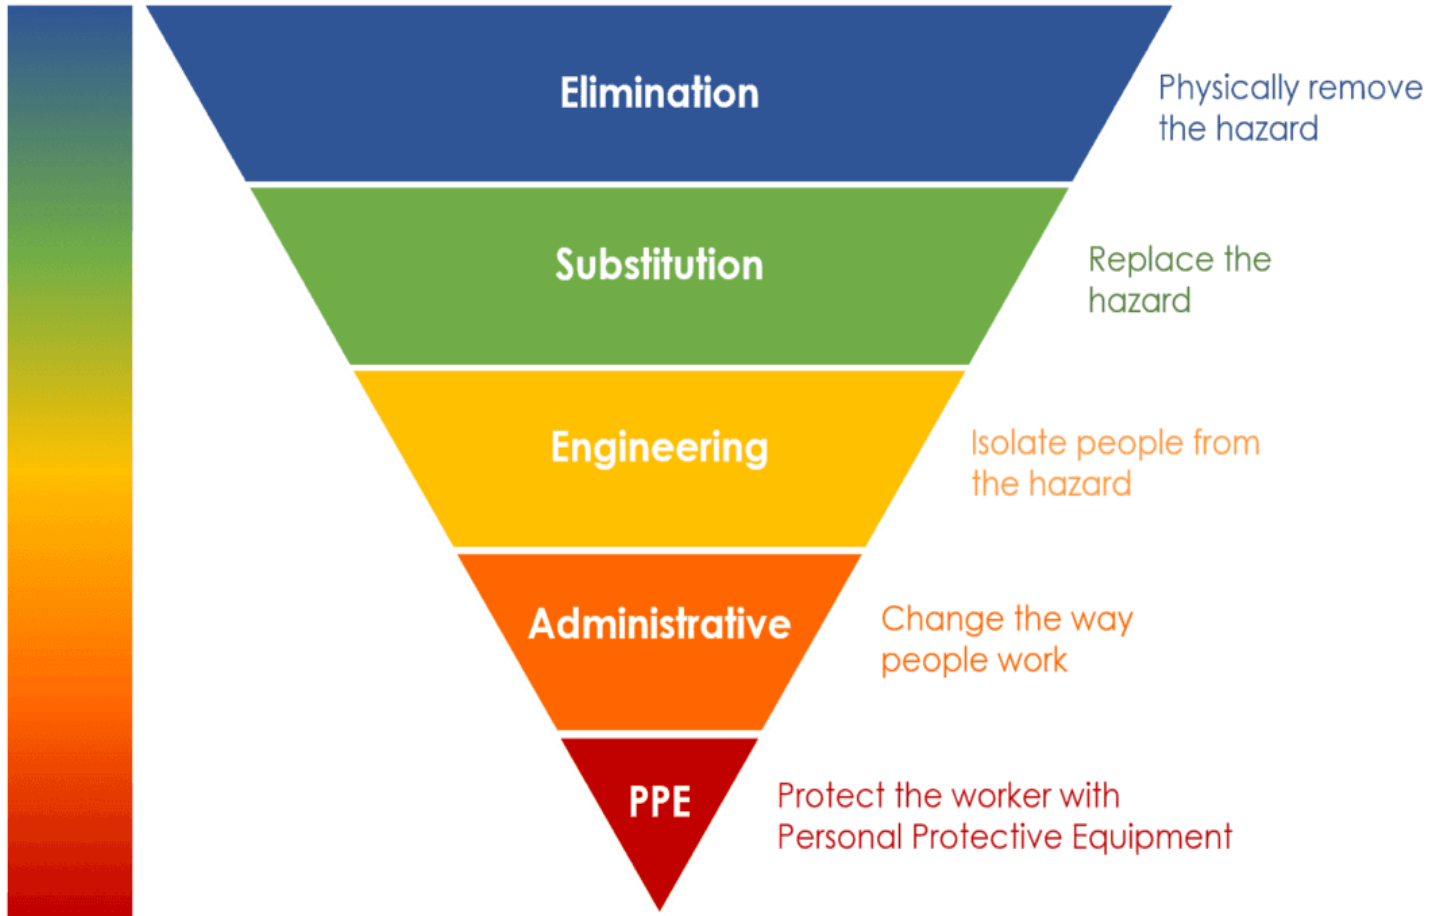 Elimination
Physically remove
the hazard
Substitution
Replace the
hazard
Engineering
Isolate people from
the hazard
Administrative
Change the way
people work
PPE
Protect the worker with
Personal Protective Equipment